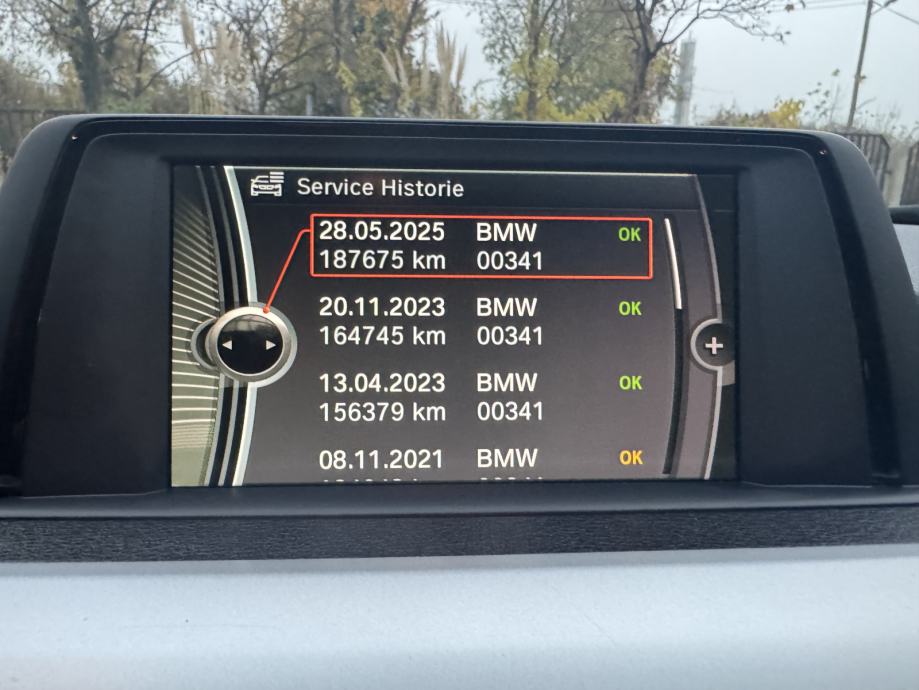 Service Historie
28.05.2025 BMW OK
187675 km 00341
20.11.2023 BMW OK
164745 km 00341
13.04.2023 BMW OK
156379 km 00341
08.11.2021 BMW OK